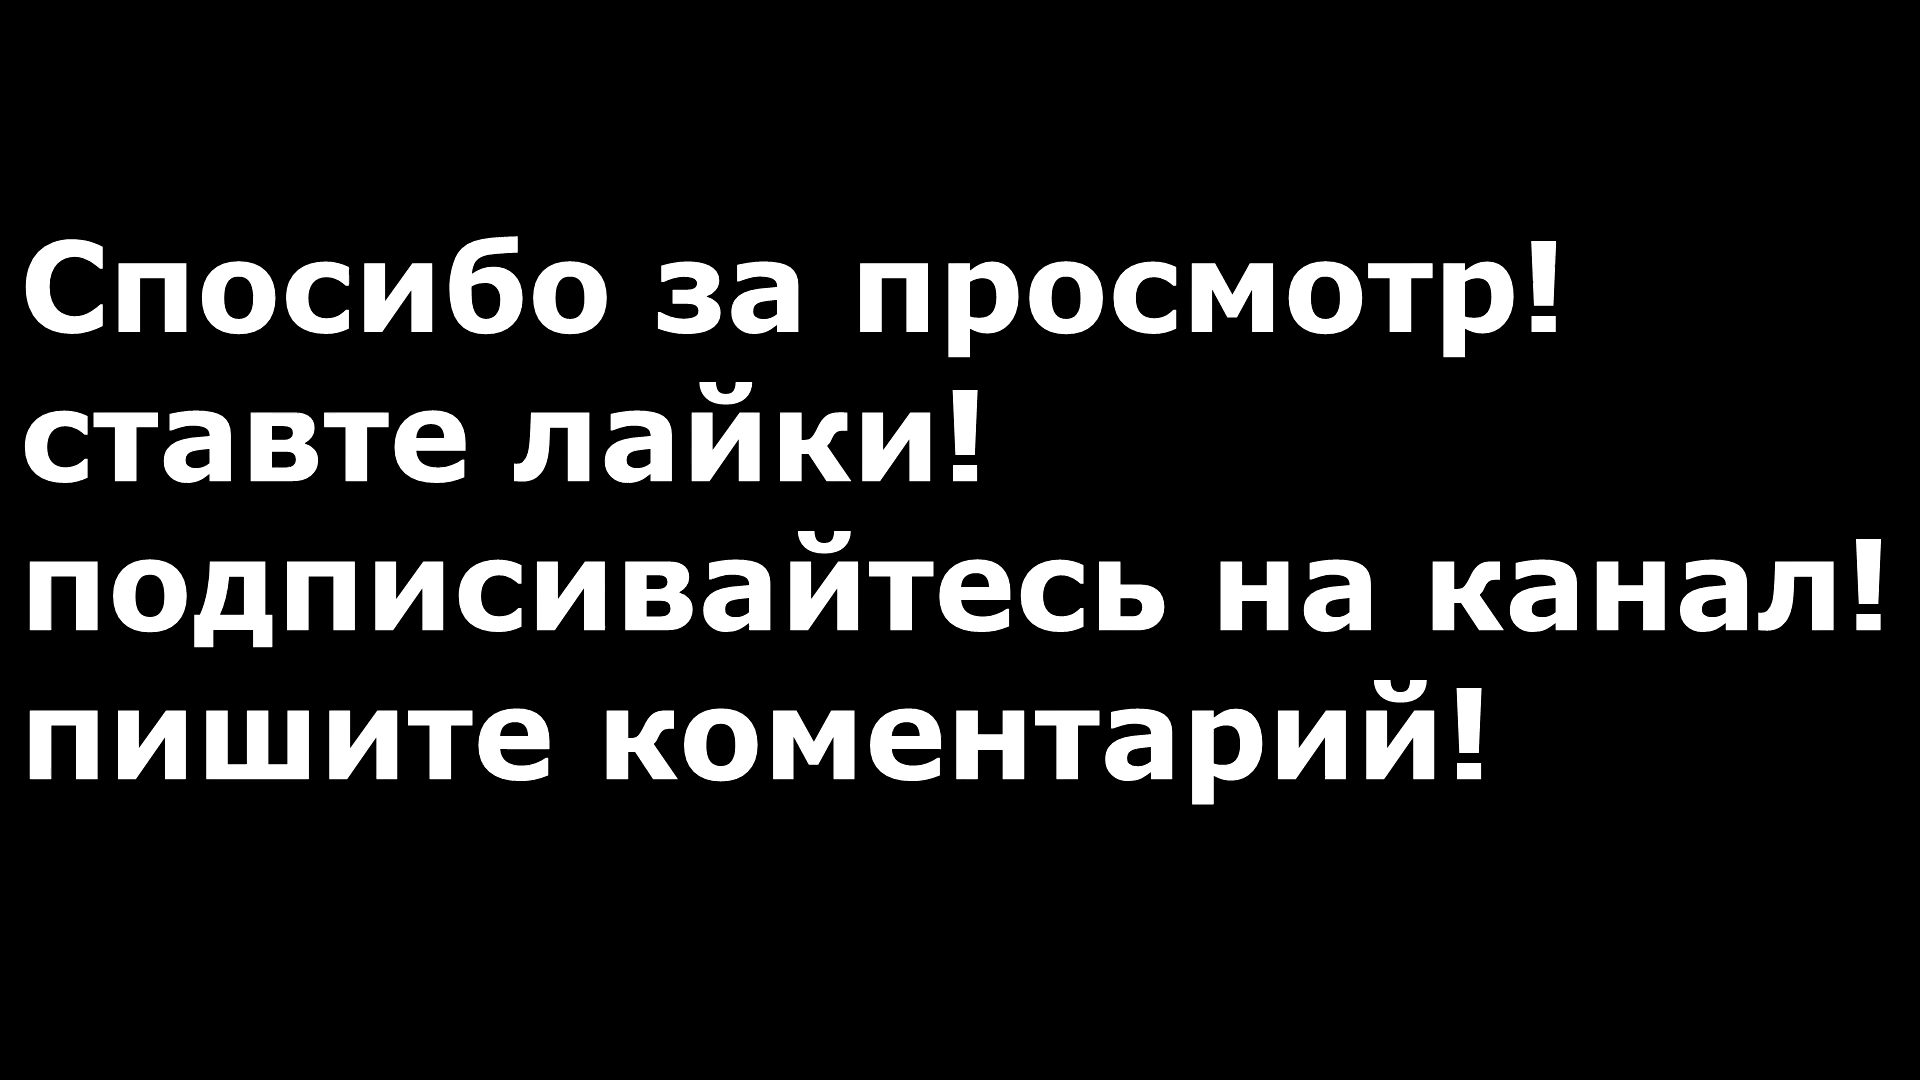 Спосибо за просмотр!
ставте лайки!
подписивайтесь на канал!
пишите коментарий!